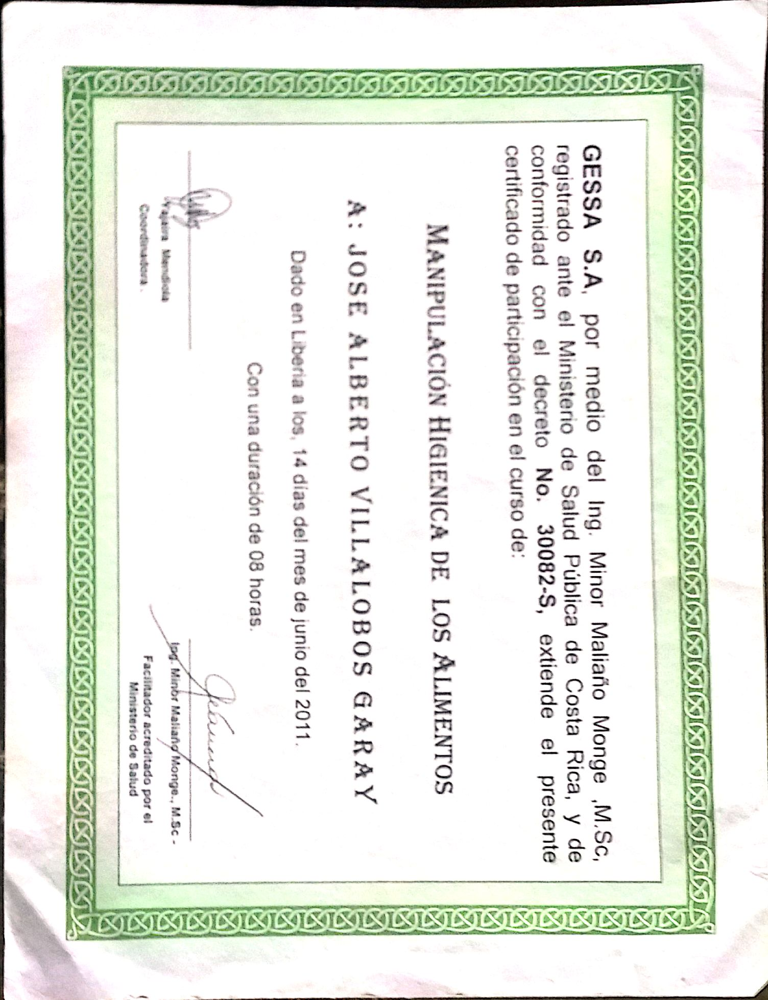 GESSA S.A, por medio del Ing. Minor Maliaño Monge ,M.Sc,
registrado ante el Ministerio de Salud Pública de Costa Rica, y de
conformidad con el decreto No. 30082-S, extiende el presente
certificado de participación en el curso de:
MANIPULACIÓN HIGIENICA DE LOS ALIMENTOS
A: JOSE ALBERTO VILLALOBOS GARAY
Dado en Liberia a los, 14 días del mes de junio del 2011.
Con una duración de 08 horas.
Mendiola
Coordinadora.
Ing. Minor Maliaño Monge., M.Sc -
Facilitador acreditado por el
Ministerio de Salud